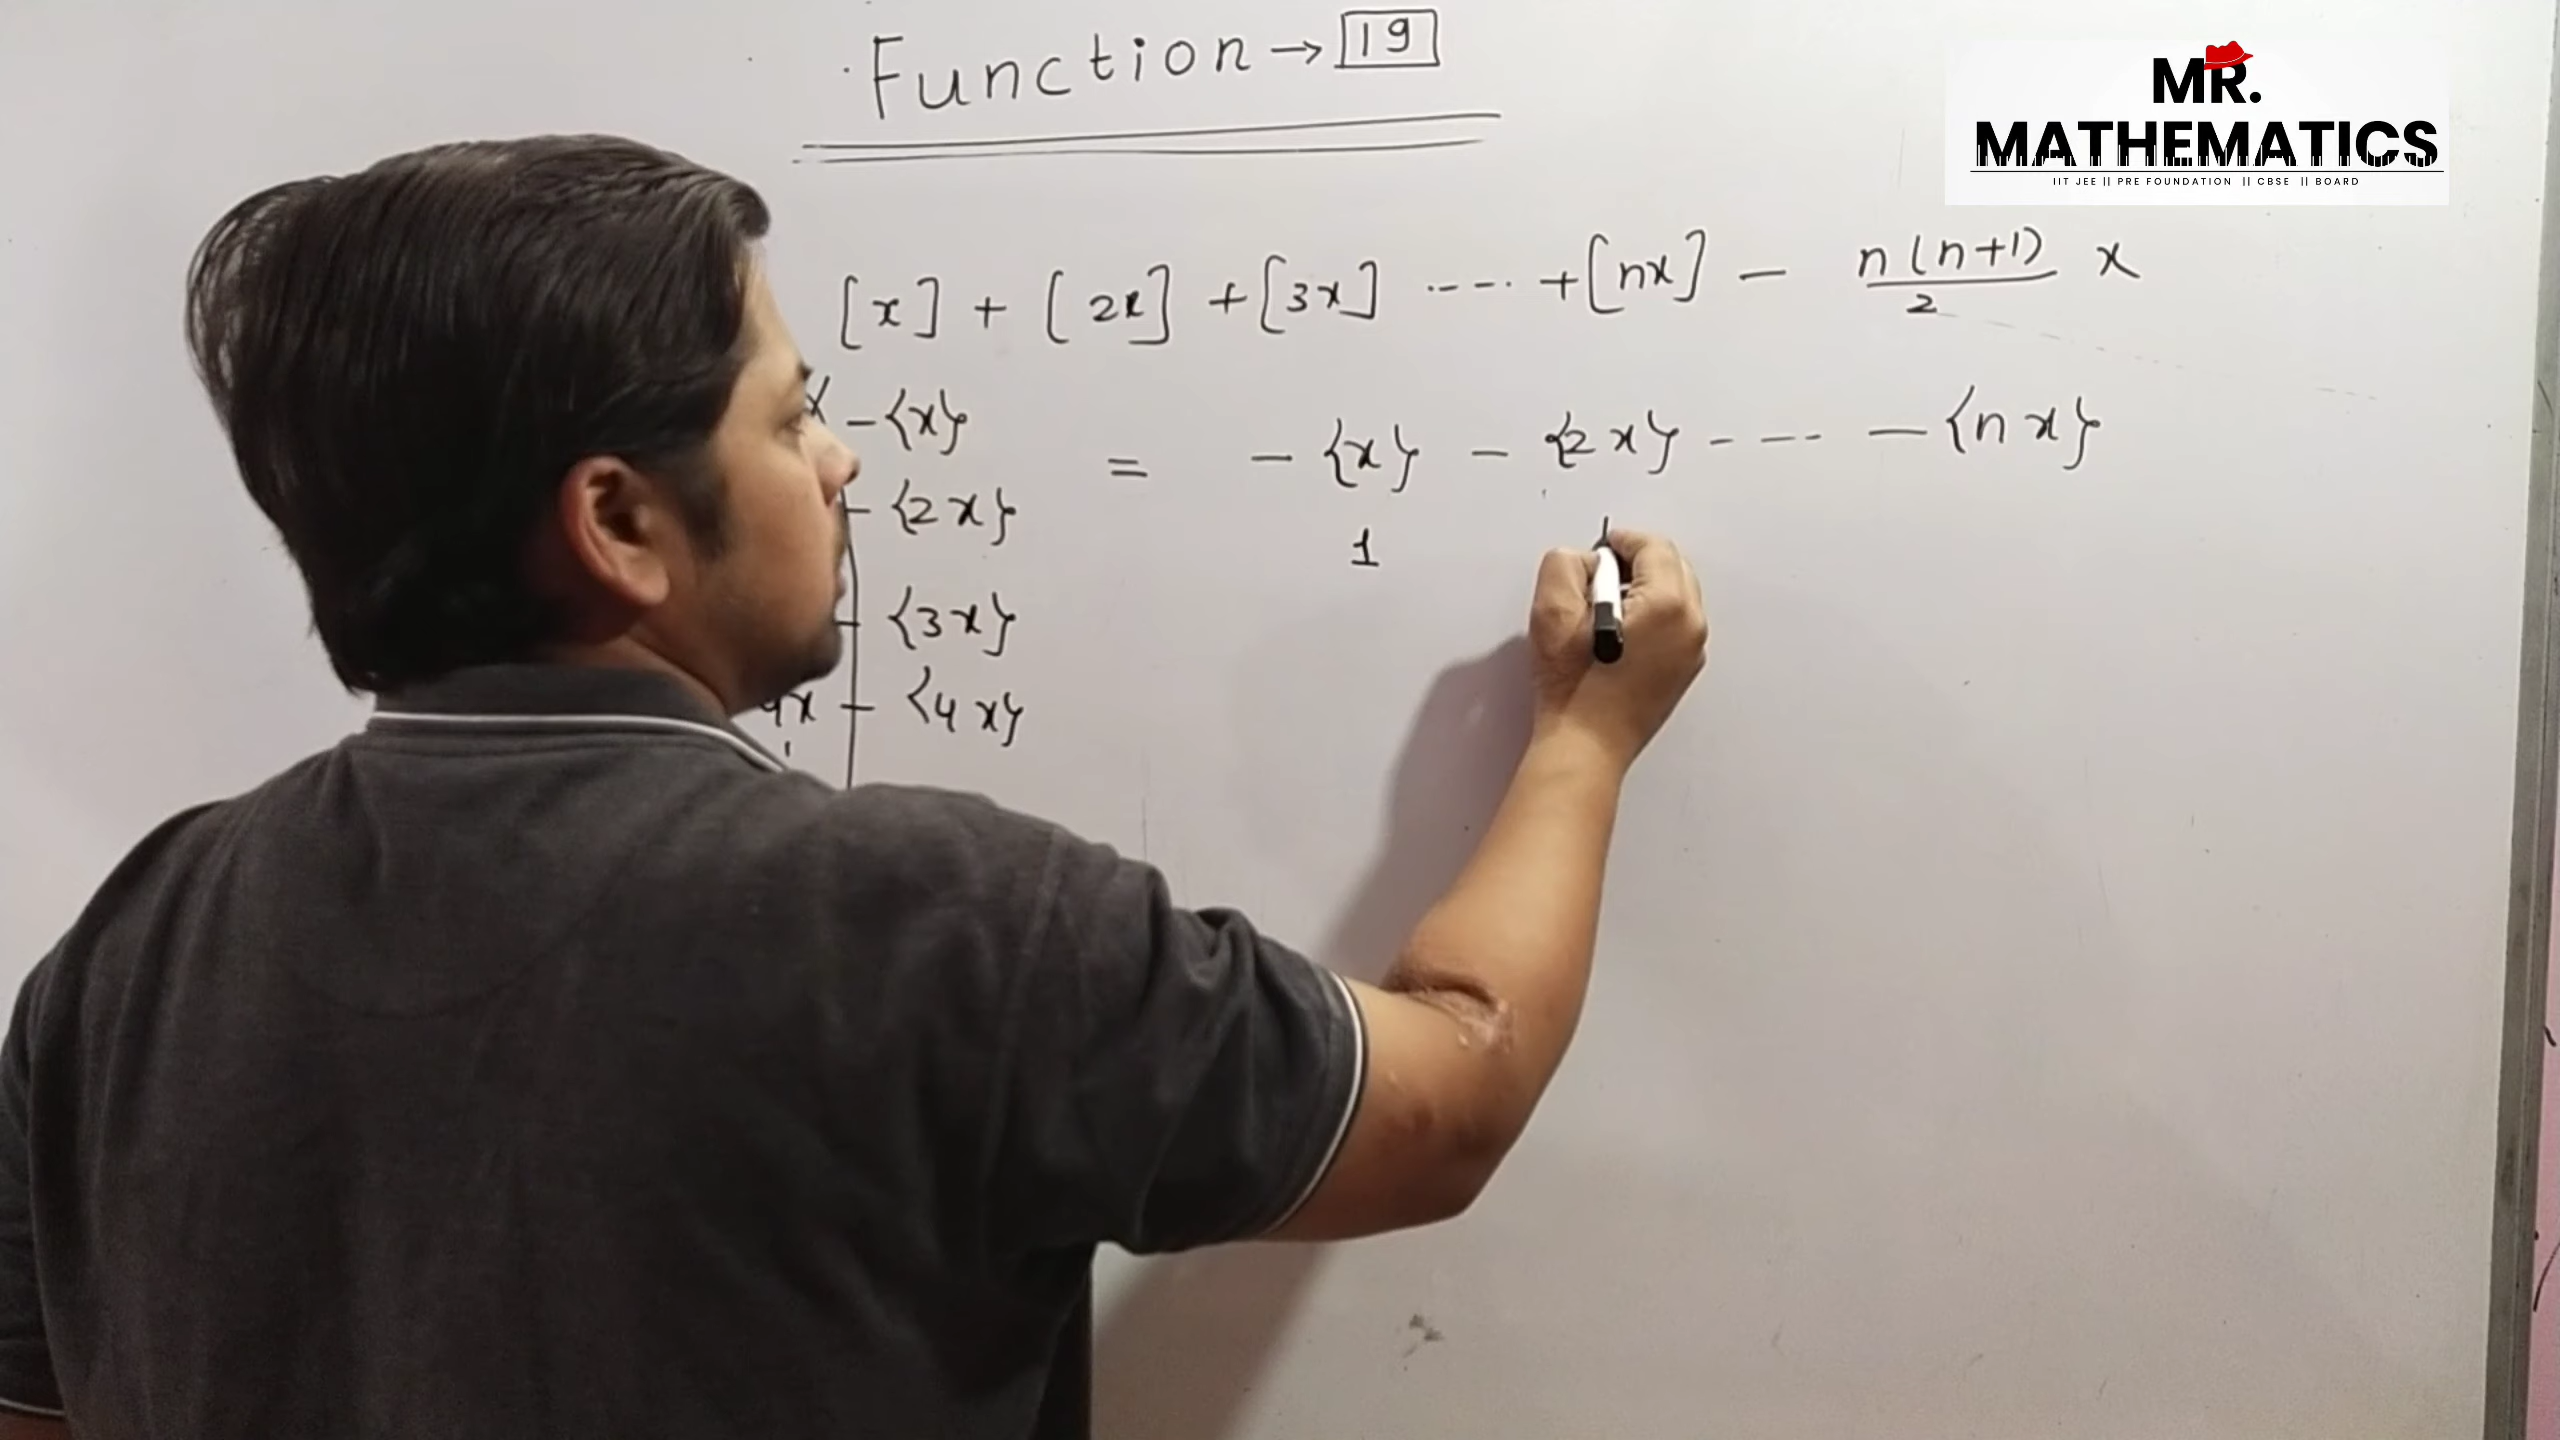 Function → 19
MR.
MATHEMATICS
IIT JEE || PRE FOUNDATION || CBSE || BOARD
[x] + [2x] + [3x] ---- + [nx] - n(n+1)/2 x
x - {x}
= - {x} - {2x} ---- - {nx}
- {2x}
1
- {3x}
4x - {4x}